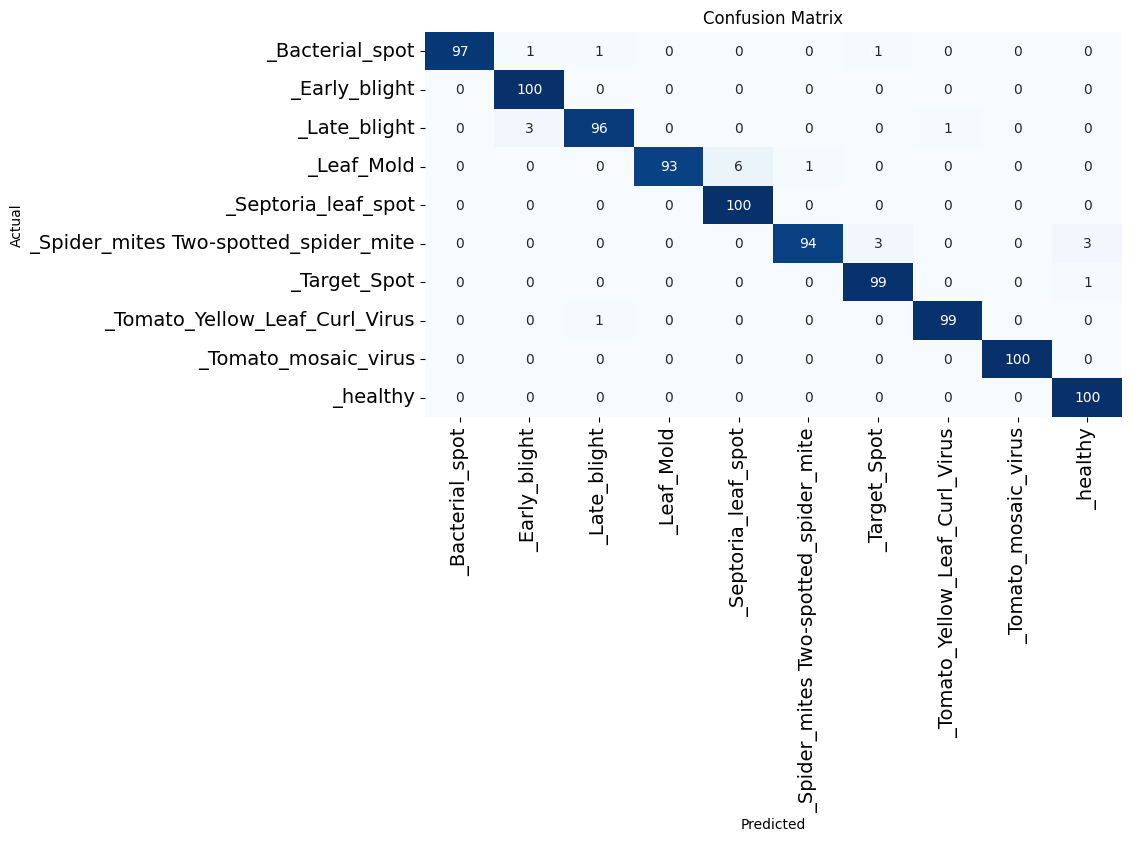 Confusion Matrix
Actual
_Bacterial_spot 97 1 1 0 0 0 1 0 0 0
_Early_blight 0 100 0 0 0 0 0 0 0 0
_Late_blight 0 3 96 0 0 0 0 1 0 0
_Leaf_Mold 0 0 0 93 6 1 0 0 0 0
_Septoria_leaf_spot 0 0 0 0 100 0 0 0 0 0
_Spider_mites Two-spotted_spider_mite 0 0 0 0 0 94 3 0 0 3
_Target_Spot 0 0 0 0 0 0 99 0 0 1
_Tomato_Yellow_Leaf_Curl_Virus 0 0 1 0 0 0 0 99 0 0
_Tomato_mosaic_virus 0 0 0 0 0 0 0 0 100 0
_healthy 0 0 0 0 0 0 0 0 0 100
_Bacterial_spot
_Early_blight
_Late_blight
_Leaf_Mold
_Septoria_leaf_spot
_Spider_mites Two-spotted_spider_mite
_Target_Spot
_Tomato_Yellow_Leaf_Curl_Virus
_Tomato_mosaic_virus
_healthy
Predicted